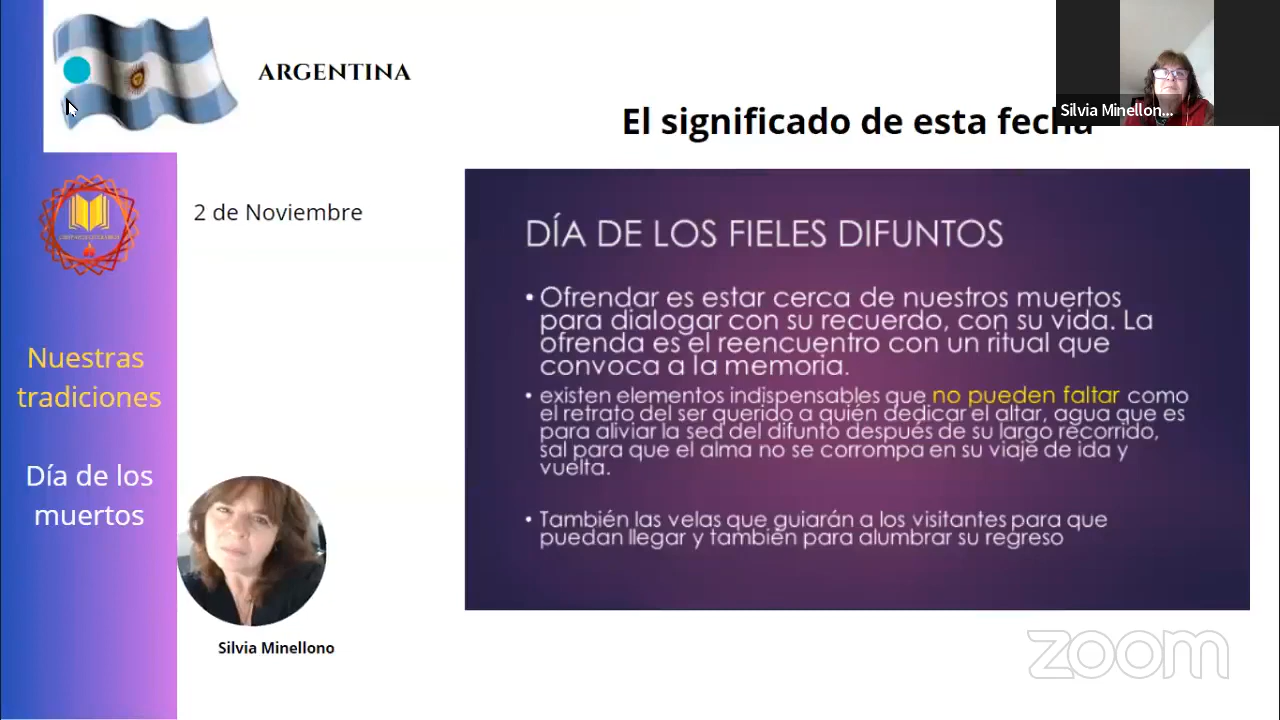 ARGENTINA
El significado de esta fecha
Silvia Minellon...
2 de Noviembre
Nuestras
tradiciones
Día de los
muertos
Silvia Minellono
DÍA DE LOS FIELES DIFUNTOS
• Ofrendar es estar cerca de nuestros muertos
para dialogar con su recuerdo, con su vida. La
ofrenda es el reencuentro con un ritual que
convoca a la memoria.
• existen elementos indispensables que no pueden faltar como
el retrato del ser querido a quién dedicar el altar, agua que es
para aliviar la sed del difunto después de su largo recorrido,
sal para que el alma no se corrompa en su viaje de ida y
vuelta.
• También las velas que guiarán a los visitantes para que
puedan llegar y también para alumbrar su regreso
zoom